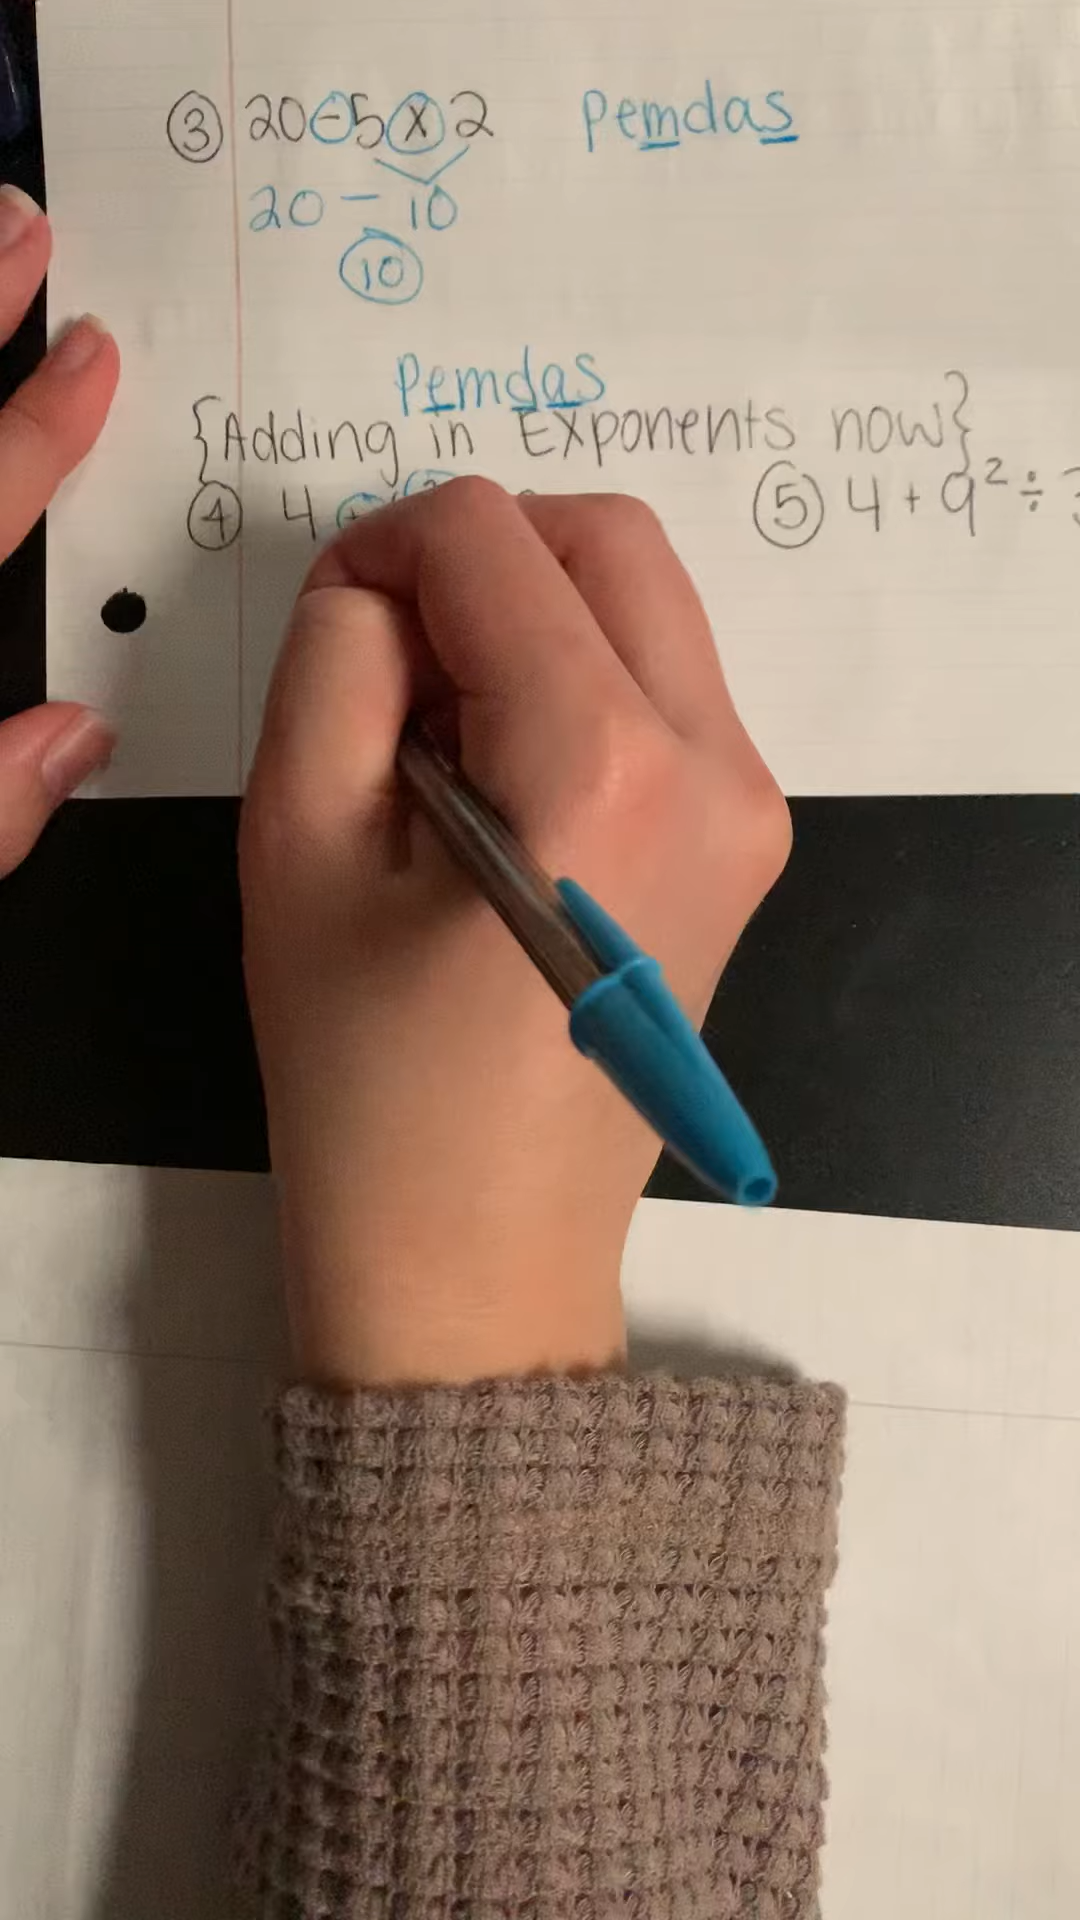 ③ 20 - 5 x 2 Pemdas
20 - 10
10
Pemdas
{Adding in Exponents now}
④ 4 +
⑤ 4 + 9² ÷